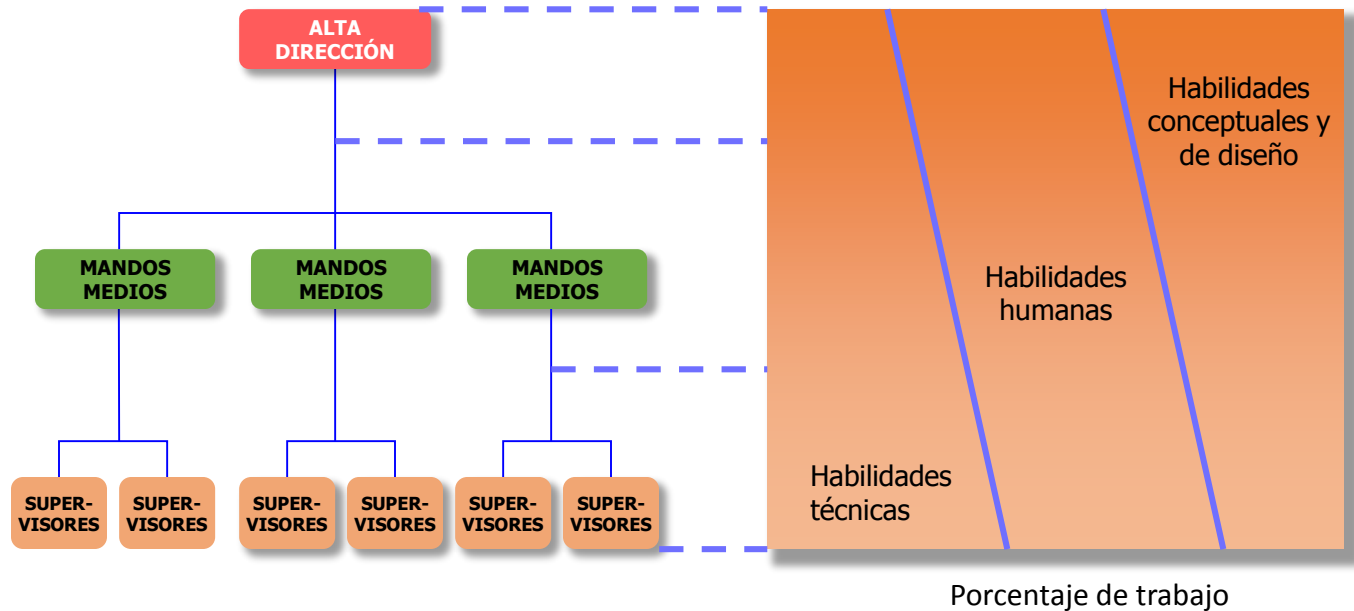 ALTA
DIRECCIÓN
Habilidades
conceptuales y
de diseño
MANDOS
MEDIOS
MANDOS
MEDIOS
MANDOS
MEDIOS
Habilidades
humanas
SUPER-
VISORES
SUPER-
VISORES
SUPER-
VISORES
SUPER-
VISORES
SUPER-
VISORES
SUPER-
VISORES
Habilidades
técnicas
Porcentaje de trabajo